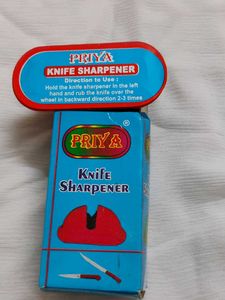 PRIYA
KNIFE SHARPENER
Direction to Use :
Hold the knife sharpener in the left
hand and rub the knife over the
wheel in backward direction 2-3 times
PRIYA ®
Knife
Sharpener